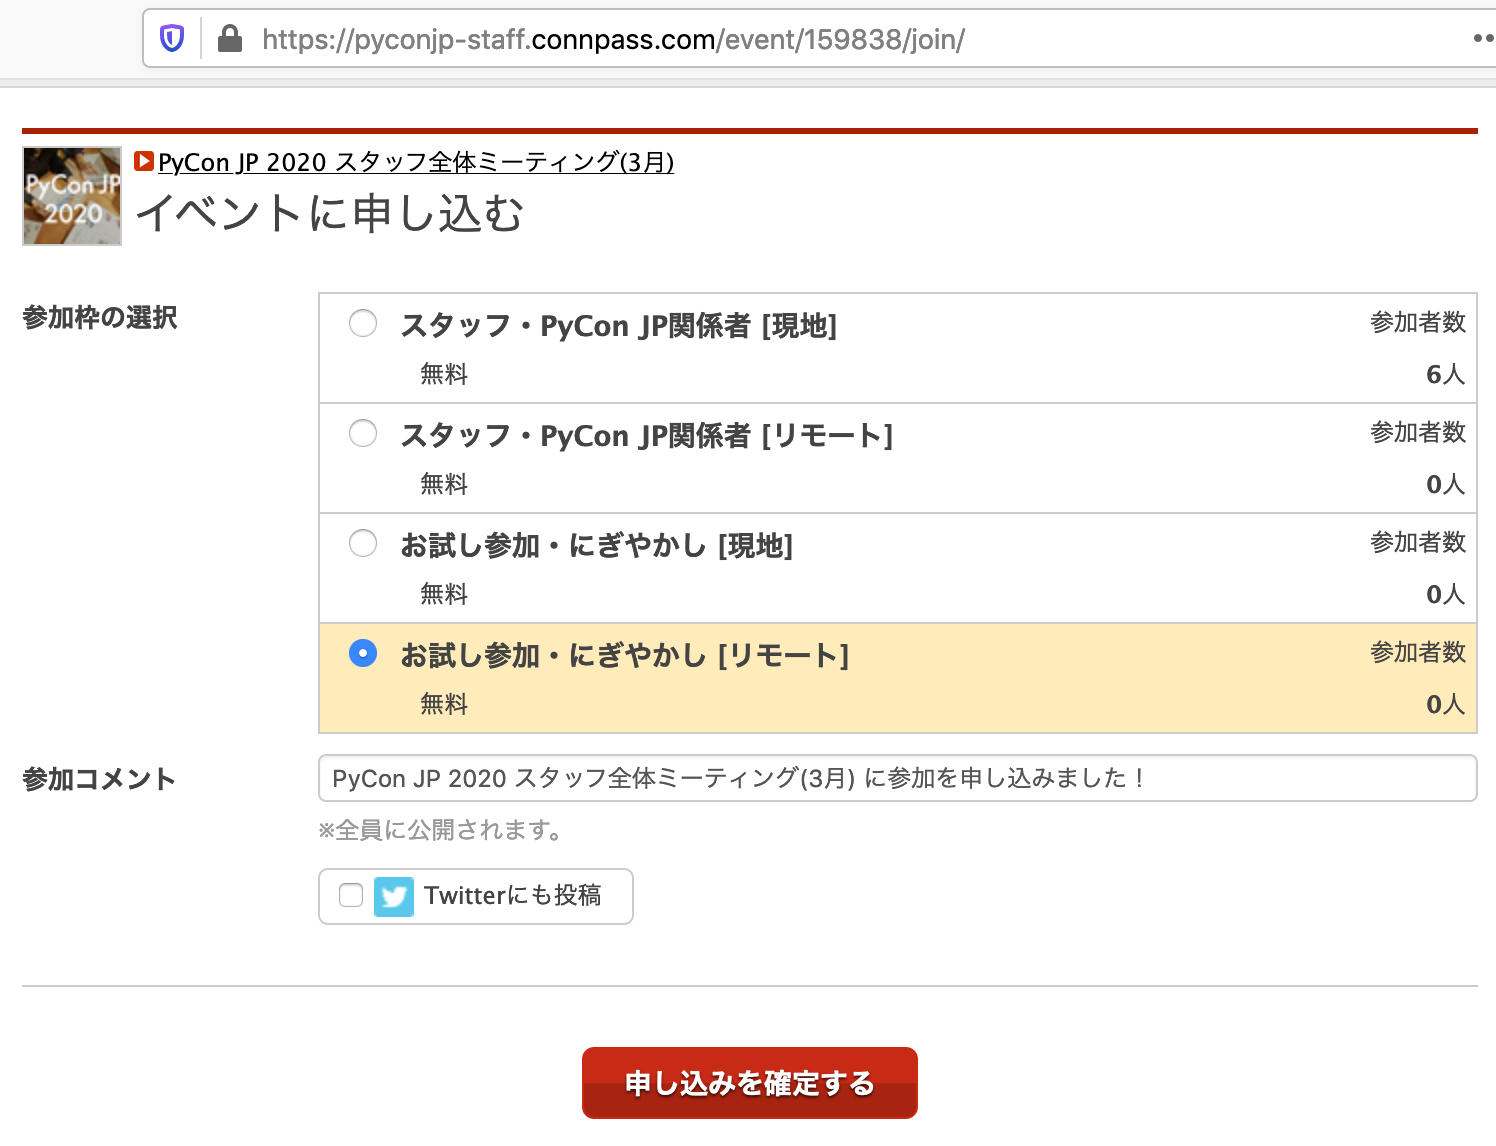 https://pyconjp-staff.connpass.com/event/159838/join/
PyCon JP
2020
PyCon JP 2020 スタッフ全体ミーティング(3月)
イベントに申し込む
参加枠の選択
スタッフ・PyCon JP関係者 [現地]
参加者数
無料
6人
スタッフ・PyCon JP関係者 [リモート]
参加者数
無料
0人
お試し参加・にぎやかし [現地]
参加者数
無料
0人
お試し参加・にぎやかし [リモート]
参加者数
無料
0人
参加コメント
PyCon JP 2020 スタッフ全体ミーティング(3月) に参加を申し込みました！
※全員に公開されます。
Twitterにも投稿
申し込みを確定する